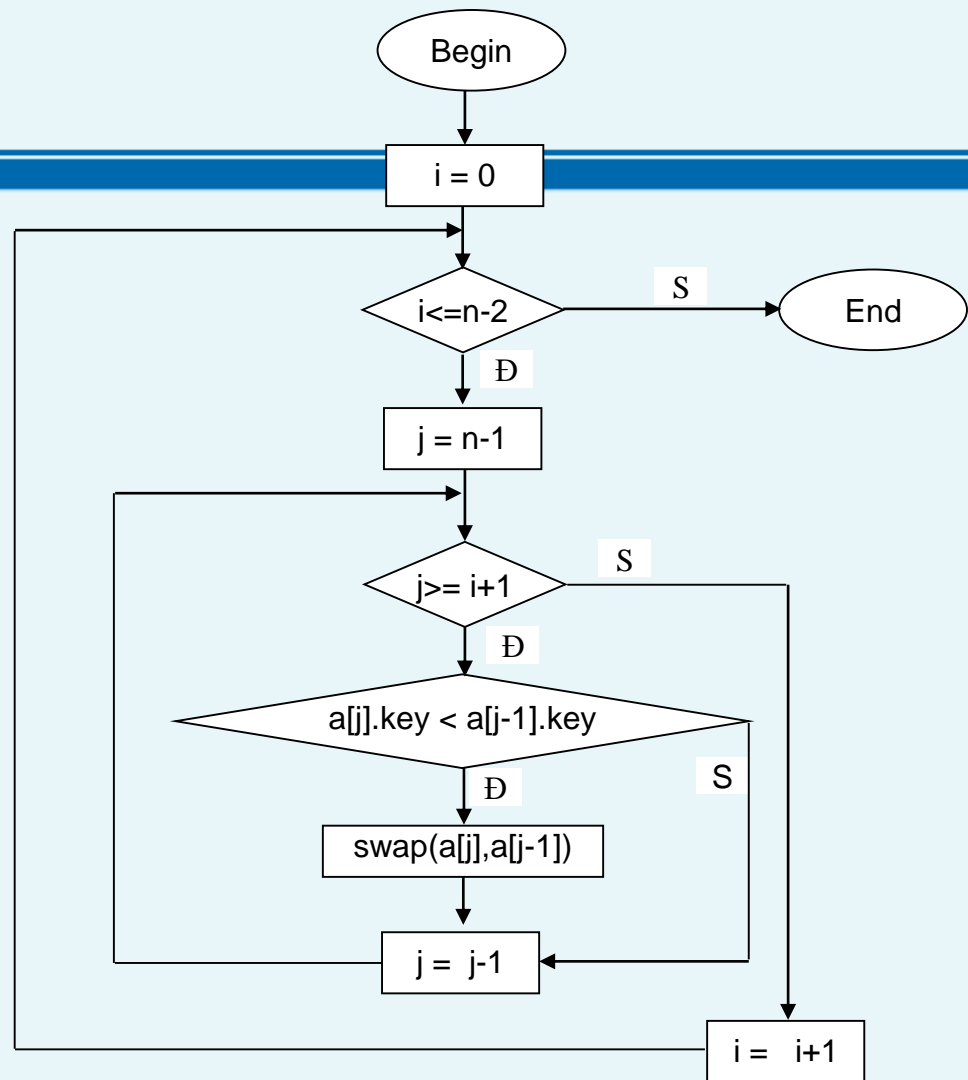 Begin
i = 0
i<=n-2
S
End
Đ
j = n-1
j>= i+1
S
Đ
a[j].key < a[j-1].key
S
Đ
swap(a[j],a[j-1])
j = j-1
i = i+1